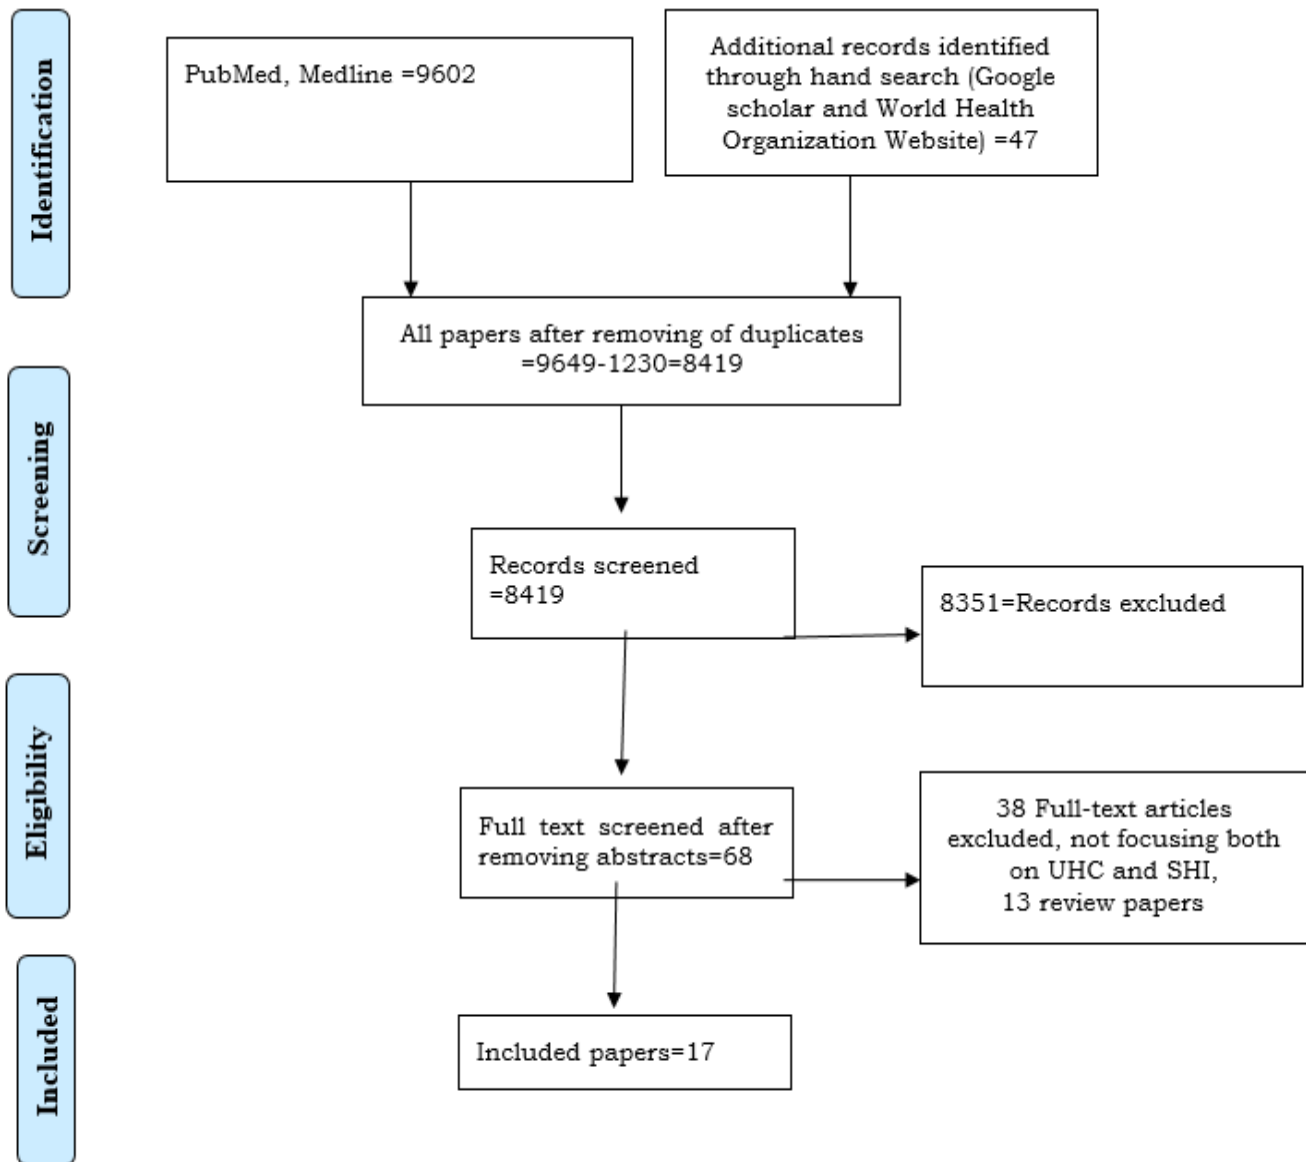 Identification
PubMed, Medline =9602
Additional records identified
through hand search (Google
scholar and World Health
Organization Website) =47
All papers after removing of duplicates
=9649-1230=8419
Screening
Records screened
=8419
8351=Records excluded
Eligibility
Full text screened after
removing abstracts=68
38 Full-text articles
excluded, not focusing both
on UHC and SHI,
13 review papers
Included
Included papers=17